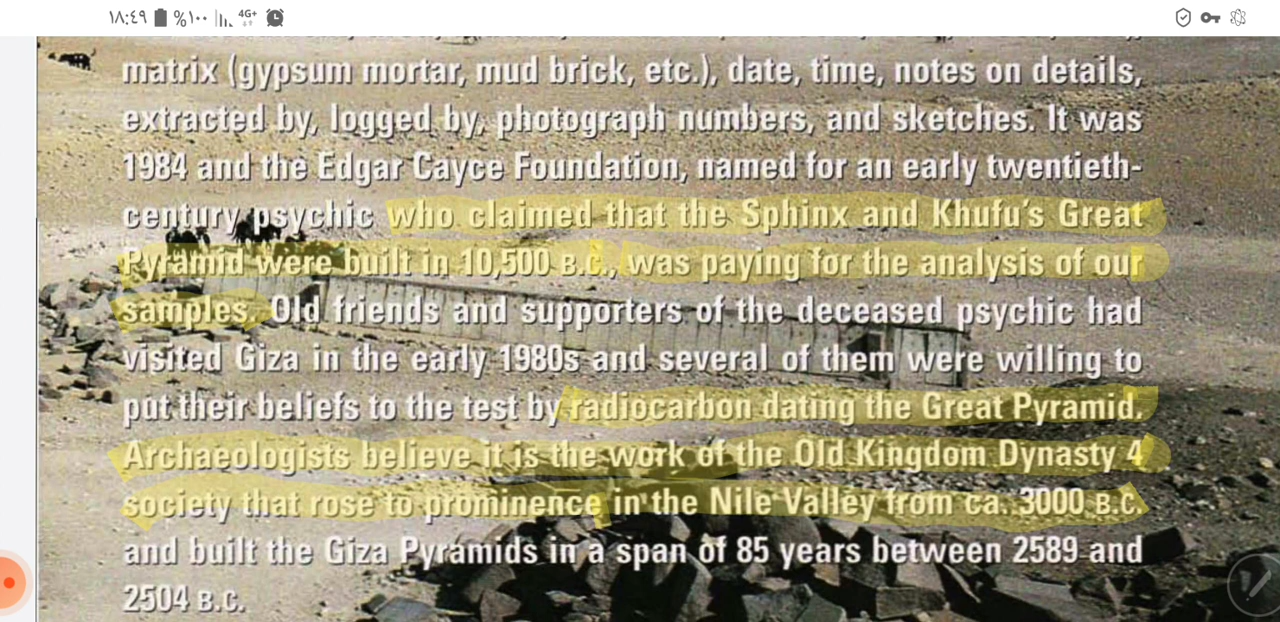 ١٨:٤٩ %١٠٠ 4G+
matrix (gypsum mortar, mud brick, etc.), date, time, notes on details,
extracted by, logged by, photograph numbers, and sketches. It was
1984 and the Edgar Cayce Foundation, named for an early twentieth-
century psychic who claimed that the Sphinx and Khufu's Great
Pyramid were built in 10,500 B.C., was paying for the analysis of our
samples. Old friends and supporters of the deceased psychic had
visited Giza in the early 1980s and several of them were willing to
put their beliefs to the test by radiocarbon dating the Great Pyramid.
Archaeologists believe it is the work of the Old Kingdom Dynasty 4
society that rose to prominence in the Nile Valley from ca. 3000 B.C.
and built the Giza Pyramids in a span of 85 years between 2589 and
2504 B.C.